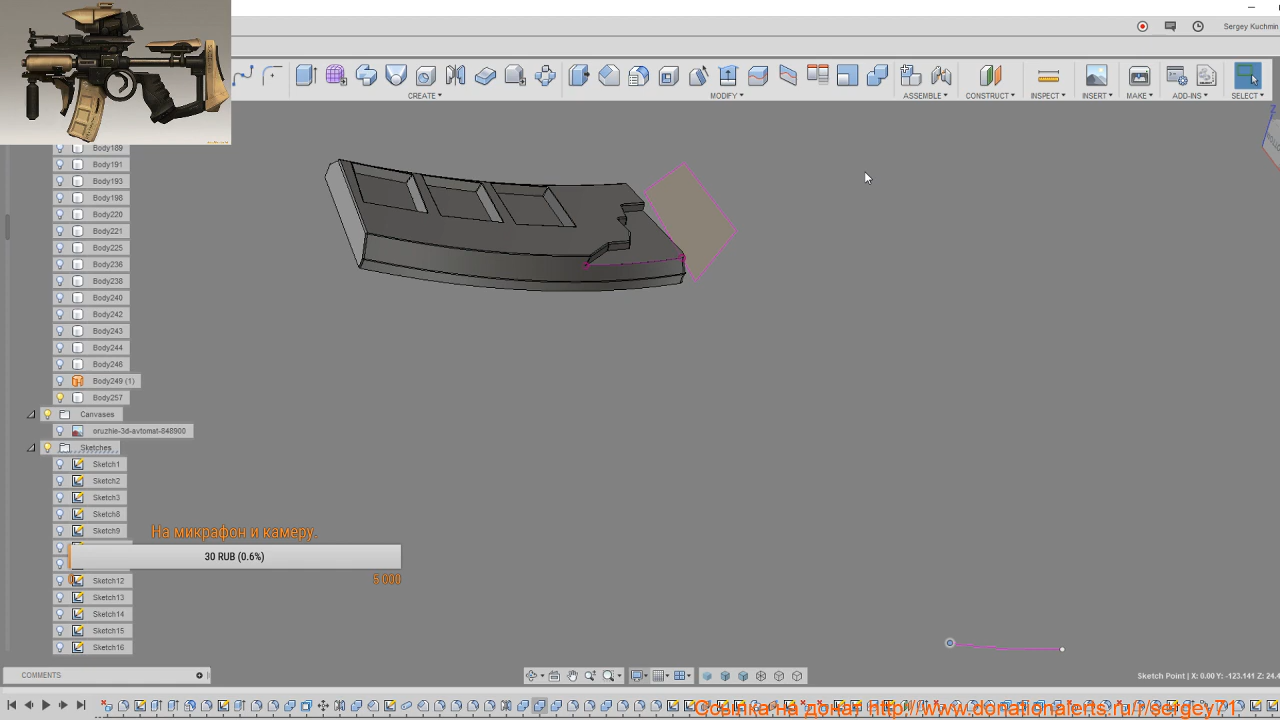 Sergey Kuchmin
CREATE
MODIFY
ASSEMBLE
CONSTRUCT
INSPECT
INSERT
MAKE
ADD-INS
SELECT
Z
Body189
Body191
Body193
Body198
Body220
Body221
Body225
Body236
Body238
Body240
Body242
Body243
Body244
Body246
Body249 (1)
Body257
Canvases
oruzhie-3d-avtomat-848900
Sketches
Sketch1
Sketch2
Sketch3
Sketch8
Sketch9
На микрафон и камеру.
30 RUB (0.6%)
5 000
Sketch12
Sketch13
Sketch14
Sketch15
Sketch16
COMMENTS
Sketch Point | X: 0.00 Y: -123.141 Z: 24.4
Ссылка на донат http://www.donationalerts.ru/r/sergey71.